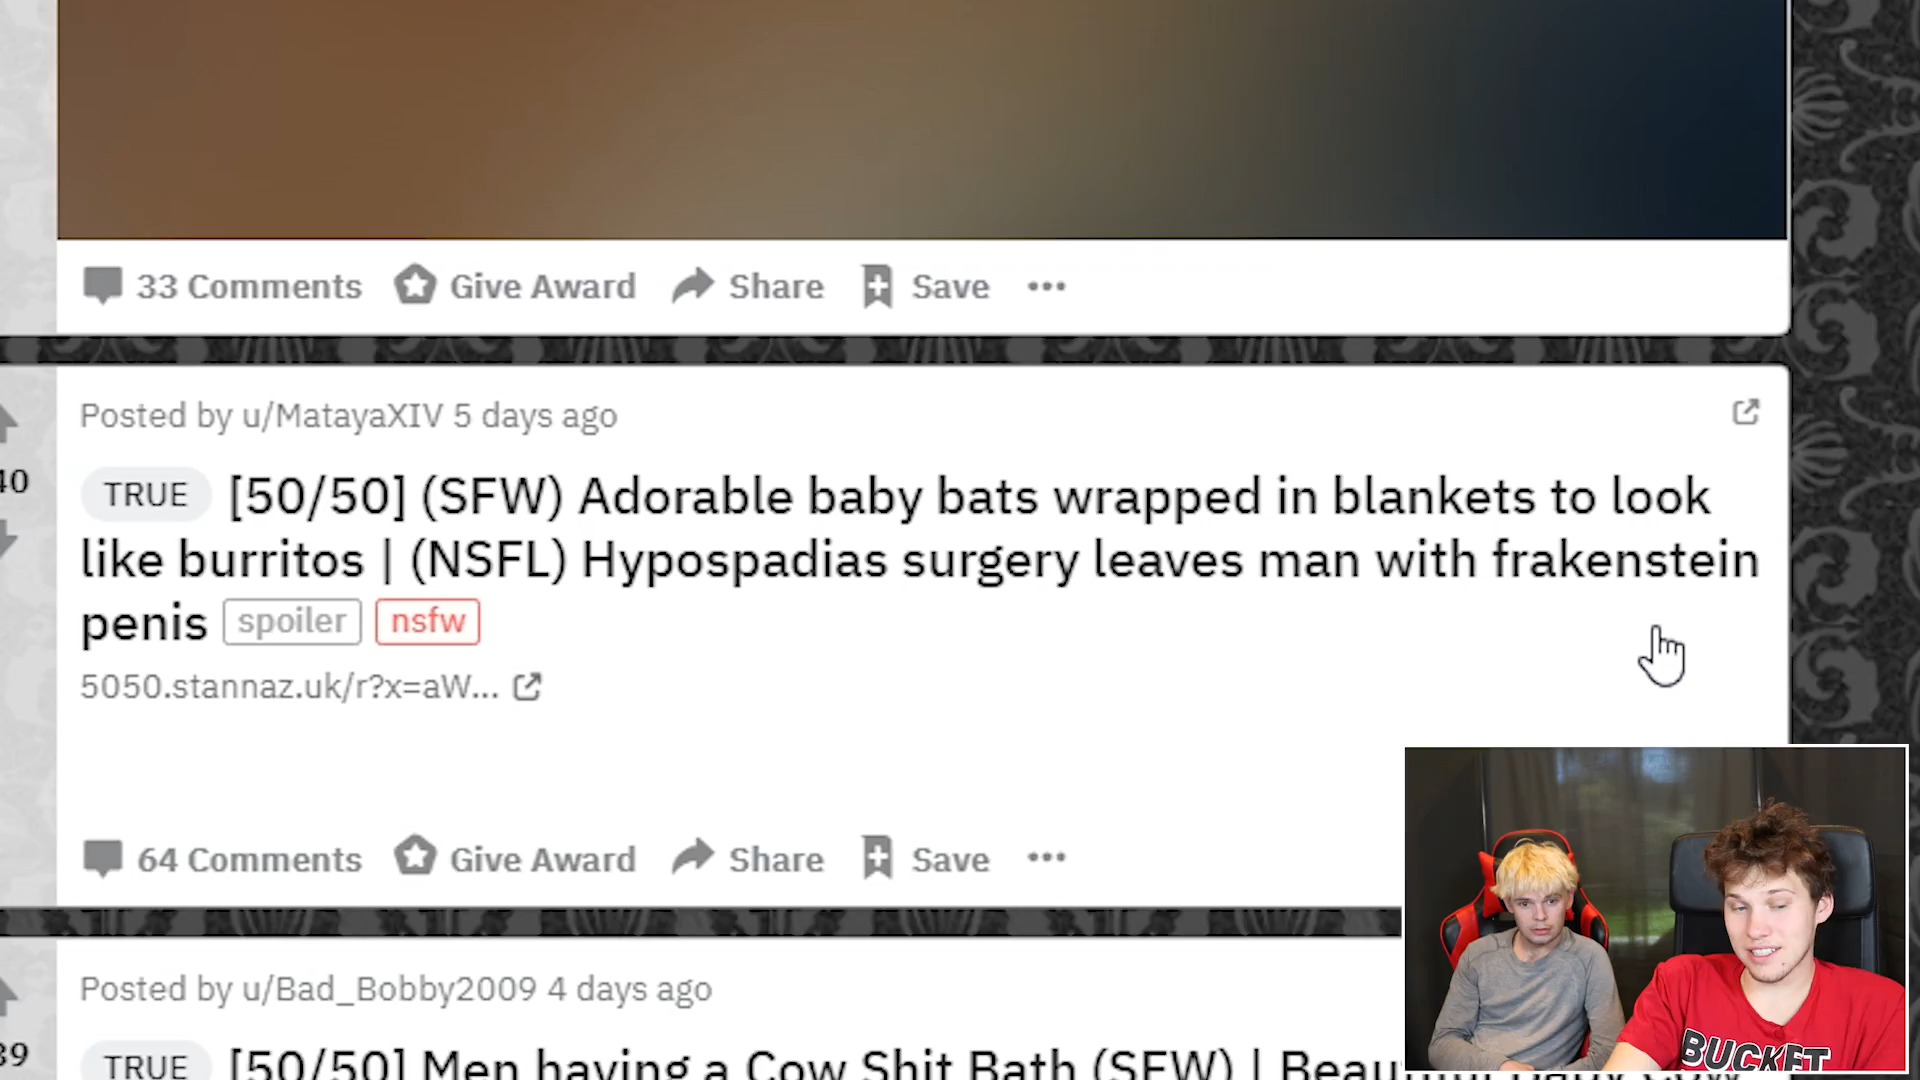 33 Comments Give Award Share Save
Posted by u/MatayaXIV 5 days ago
40
TRUE [50/50] (SFW) Adorable baby bats wrapped in blankets to look
like burritos | (NSFL) Hypospadias surgery leaves man with frakenstein
penis spoiler nsfw
5050.stannaz.uk/r?x=aW...
64 Comments Give Award Share Save
Posted by u/Bad_Bobby2009 4 days ago
39
TRUE [50/50] Men having a Cow Shit Bath (SFW) |
BUCKET